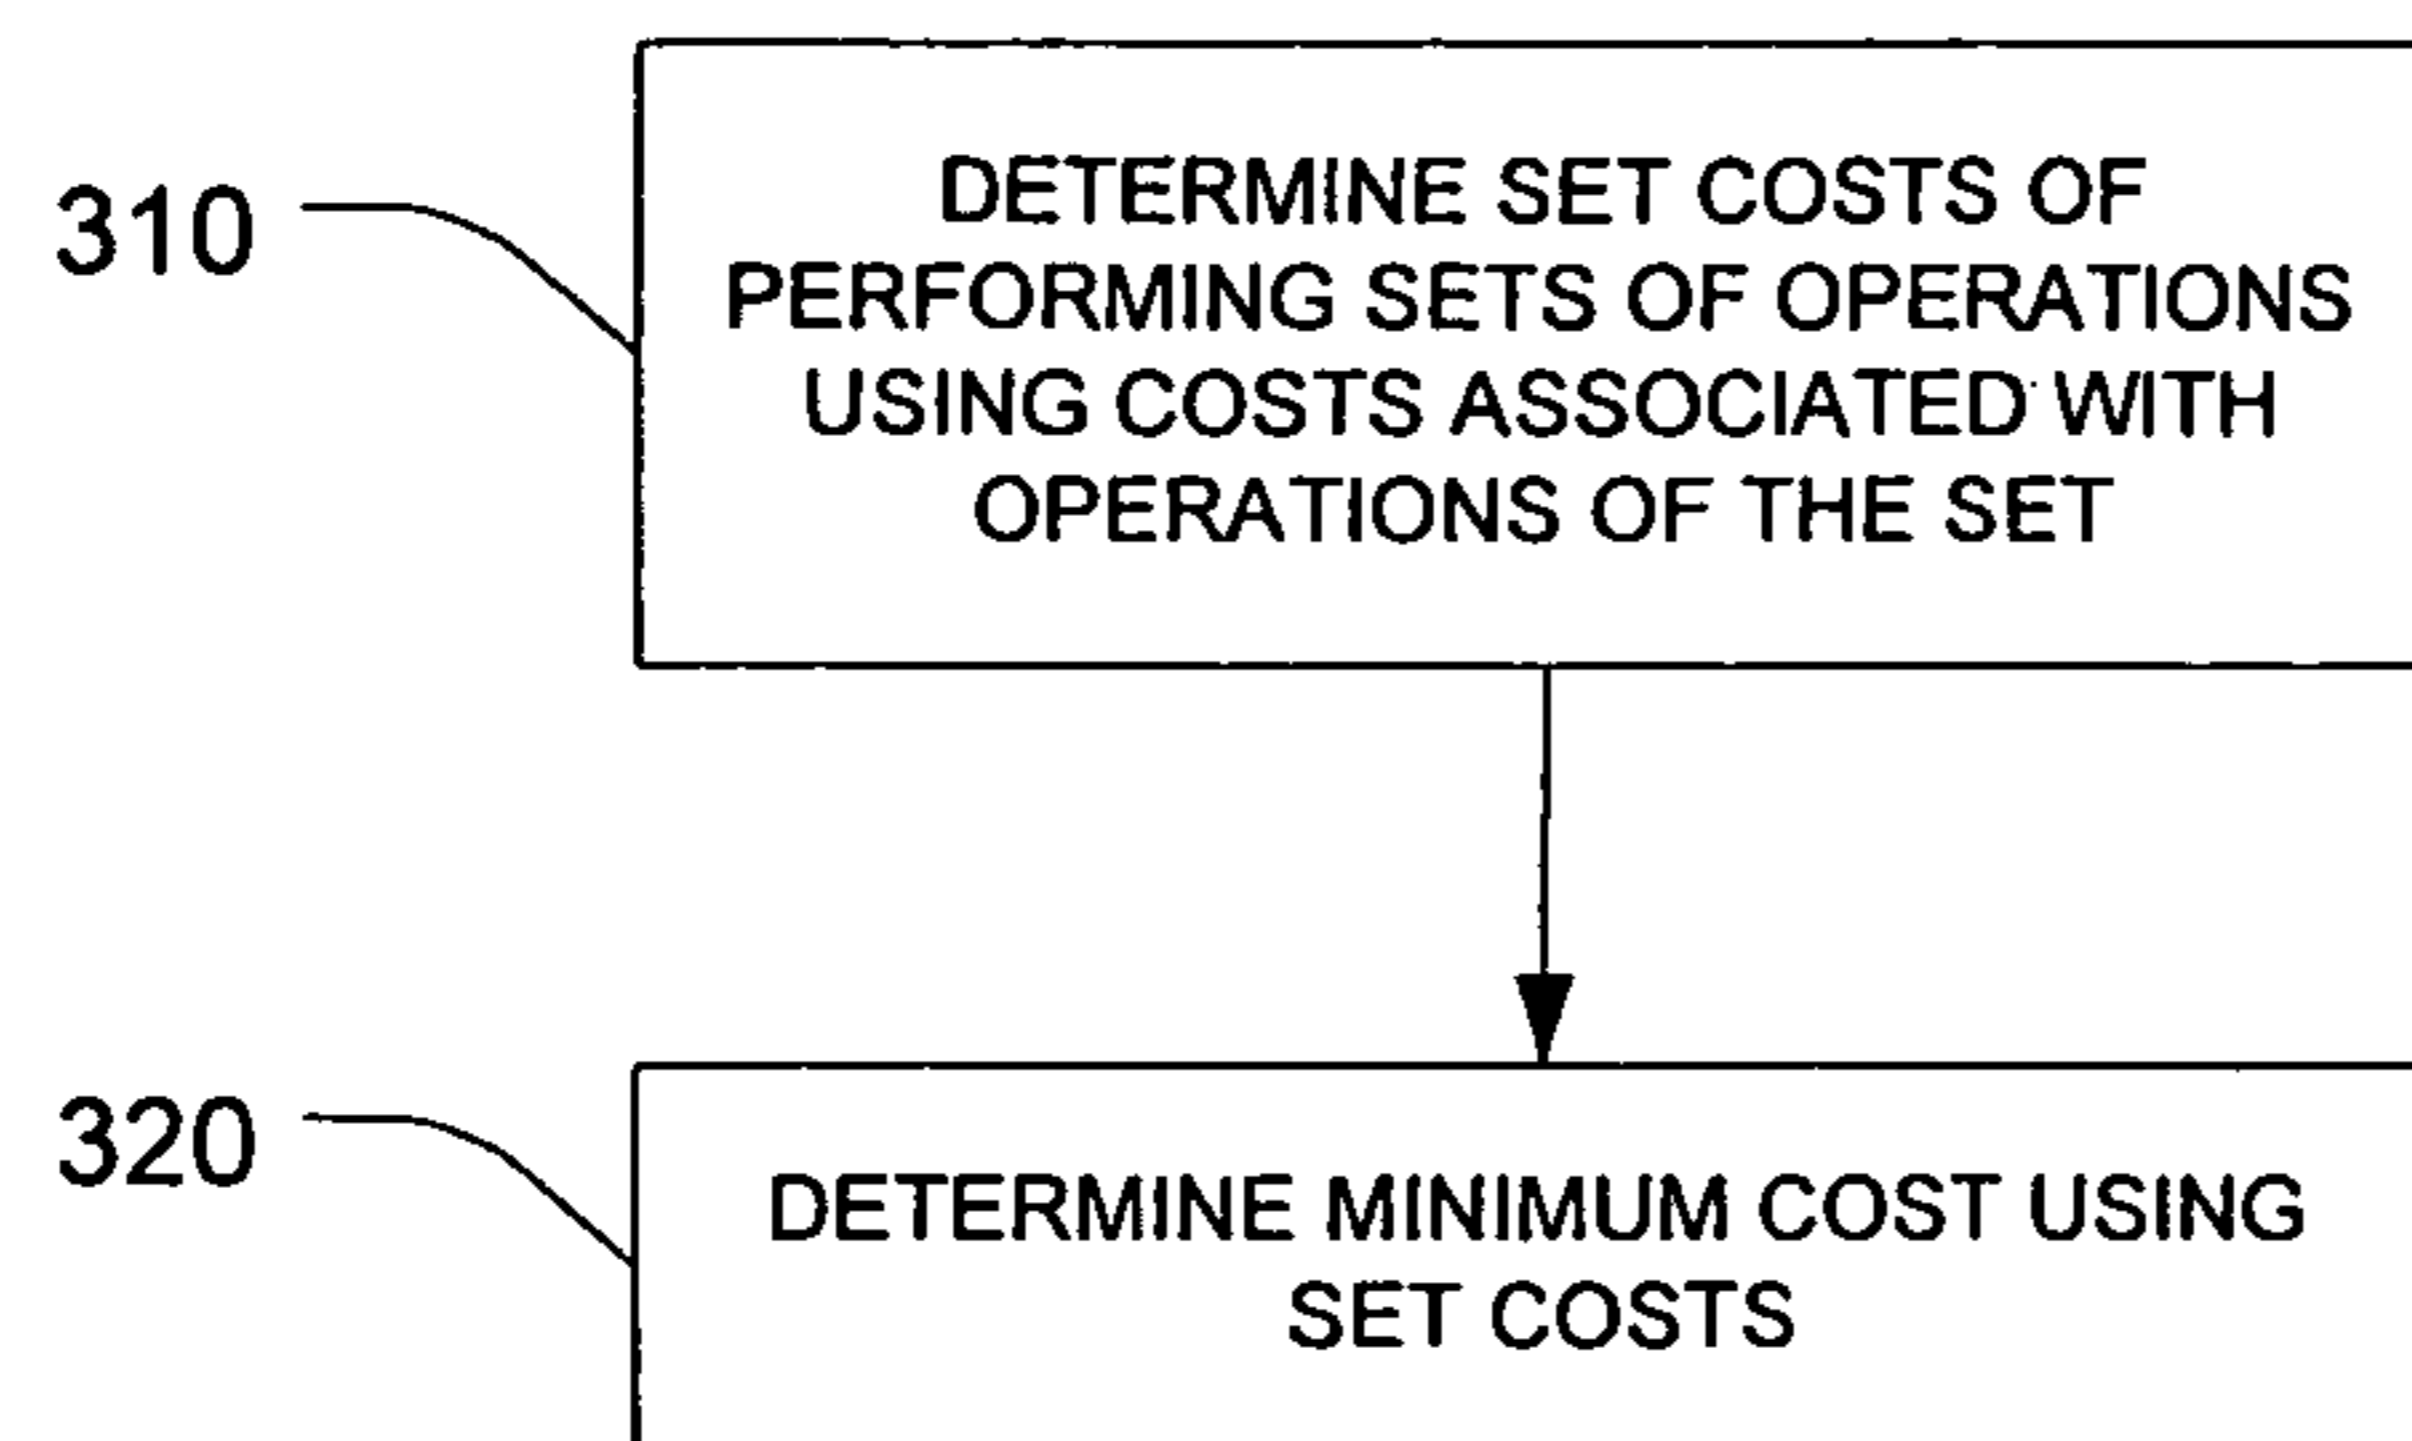 310
DETERMINE SET COSTS OF
PERFORMING SETS OF OPERATIONS
USING COSTS ASSOCIATED WITH
OPERATIONS OF THE SET
320
DETERMINE MINIMUM COST USING
SET COSTS